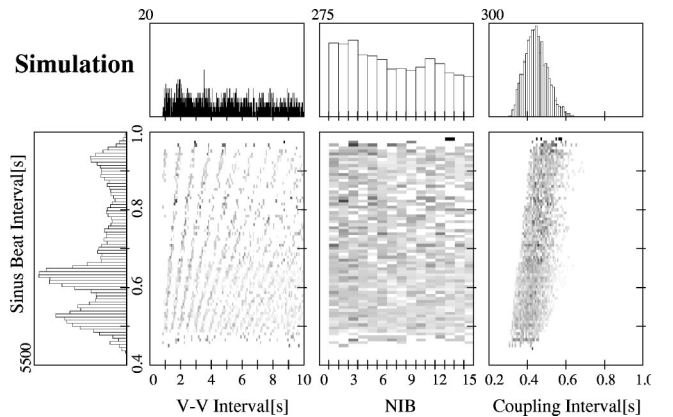 20
275
300
Simulation
Sinus Beat Interval[s]
1.0
0.8
0.6
0.4
5500
0 2 4 6 8 10
0 3 6 9 12 15
0.2 0.4 0.6 0.8 1.0
V-V Interval[s]
NIB
Coupling Interval[s]